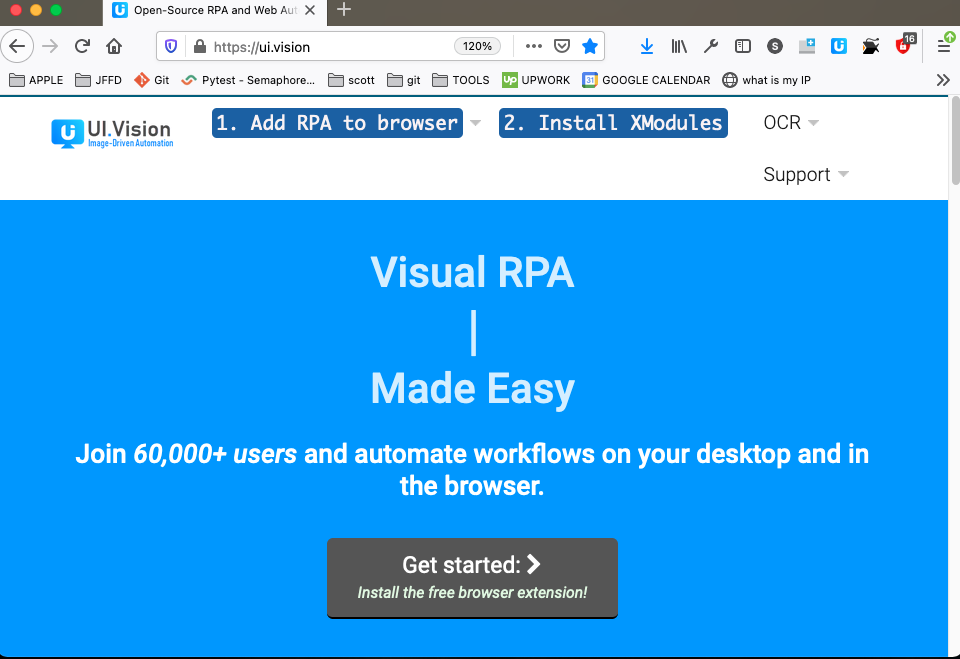 Open-Source RPA and Web Aut
https://ui.vision
120%
S
16
APPLE JFFD Git Pytest - Semaphore... scott git TOOLS Up UPWORK 31 GOOGLE CALENDAR what is my IP
UI.Vision
Image-Driven Automation
1. Add RPA to browser
2. Install XModules
OCR
Support
Visual RPA
|
Made Easy
Join 60,000+ users and automate workflows on your desktop and in
the browser.
Get started:
Install the free browser extension!